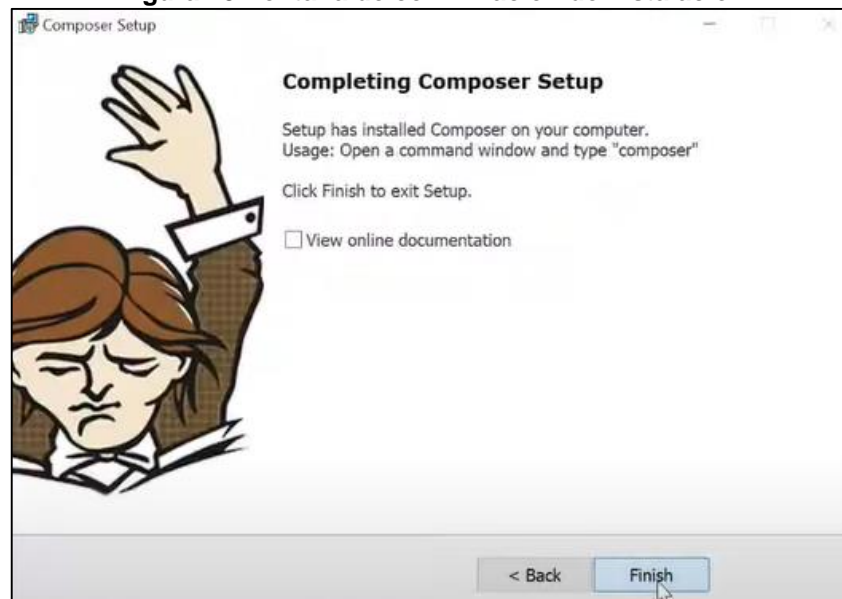 Composer Setup
Completing Composer Setup
Setup has installed Composer on your computer.
Usage: Open a command window and type "composer"
Click Finish to exit Setup.
View online documentation
< Back
Finish